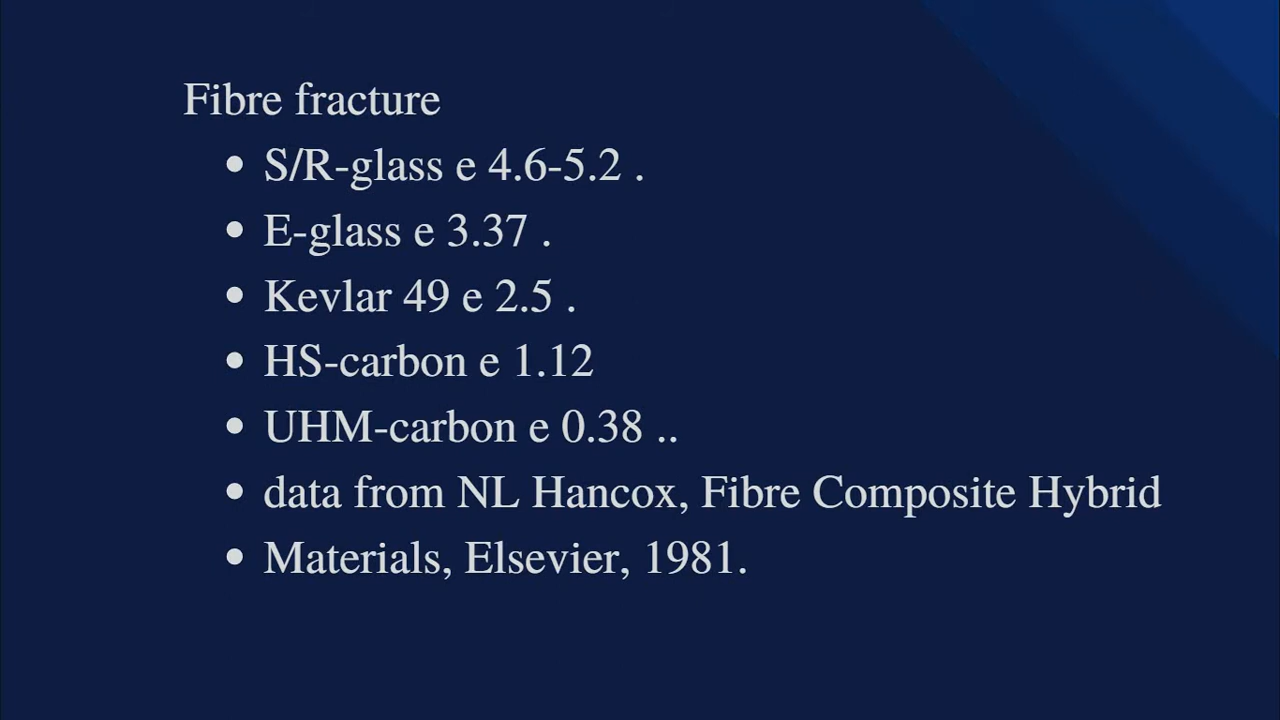 Fibre fracture
• S/R-glass e 4.6-5.2 .
• E-glass e 3.37 .
• Kevlar 49 e 2.5 .
• HS-carbon e 1.12
• UHM-carbon e 0.38 ..
• data from NL Hancox, Fibre Composite Hybrid
• Materials, Elsevier, 1981.